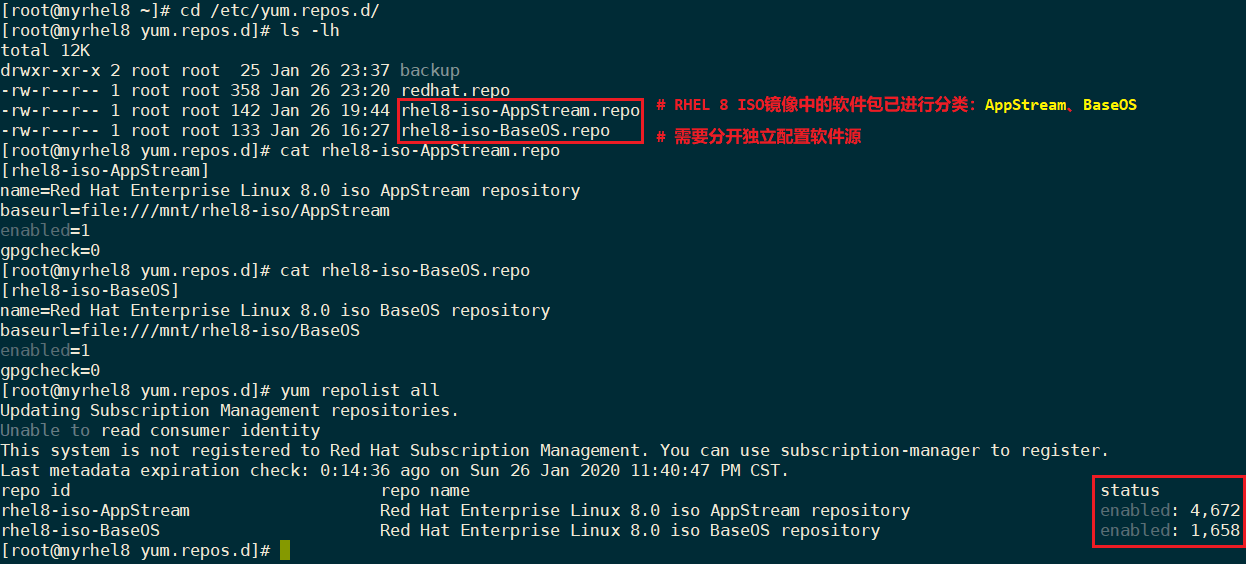 [root@myrhel8 ~]# cd /etc/yum.repos.d/
[root@myrhel8 yum.repos.d]# ls -lh
total 12K
drwxr-xr-x 2 root root  25 Jan 26 23:37 backup
-rw-r--r-- 1 root root 358 Jan 26 23:20 redhat.repo
-rw-r--r-- 1 root root 142 Jan 26 19:44 rhel8-iso-AppStream.repo # RHEL 8 ISO镜像中的软件包已进行分类：AppStream、BaseOS
-rw-r--r-- 1 root root 133 Jan 26 16:27 rhel8-iso-BaseOS.repo # 需要分开独立配置软件源
[root@myrhel8 yum.repos.d]# cat rhel8-iso-AppStream.repo
[rhel8-iso-AppStream]
name=Red Hat Enterprise Linux 8.0 iso AppStream repository
baseurl=file:///mnt/rhel8-iso/AppStream
enabled=1
gpgcheck=0
[root@myrhel8 yum.repos.d]# cat rhel8-iso-BaseOS.repo
[rhel8-iso-BaseOS]
name=Red Hat Enterprise Linux 8.0 iso BaseOS repository
baseurl=file:///mnt/rhel8-iso/BaseOS
enabled=1
gpgcheck=0
[root@myrhel8 yum.repos.d]# yum repolist all
Updating Subscription Management repositories.
Unable to read consumer identity
This system is not registered to Red Hat Subscription Management. You can use subscription-manager to register.
Last metadata expiration check: 0:14:36 ago on Sun 26 Jan 2020 11:40:47 PM CST.
repo id repo name status
rhel8-iso-AppStream Red Hat Enterprise Linux 8.0 iso AppStream repository enabled: 4,672
rhel8-iso-BaseOS Red Hat Enterprise Linux 8.0 iso BaseOS repository enabled: 1,658
[root@myrhel8 yum.repos.d]#